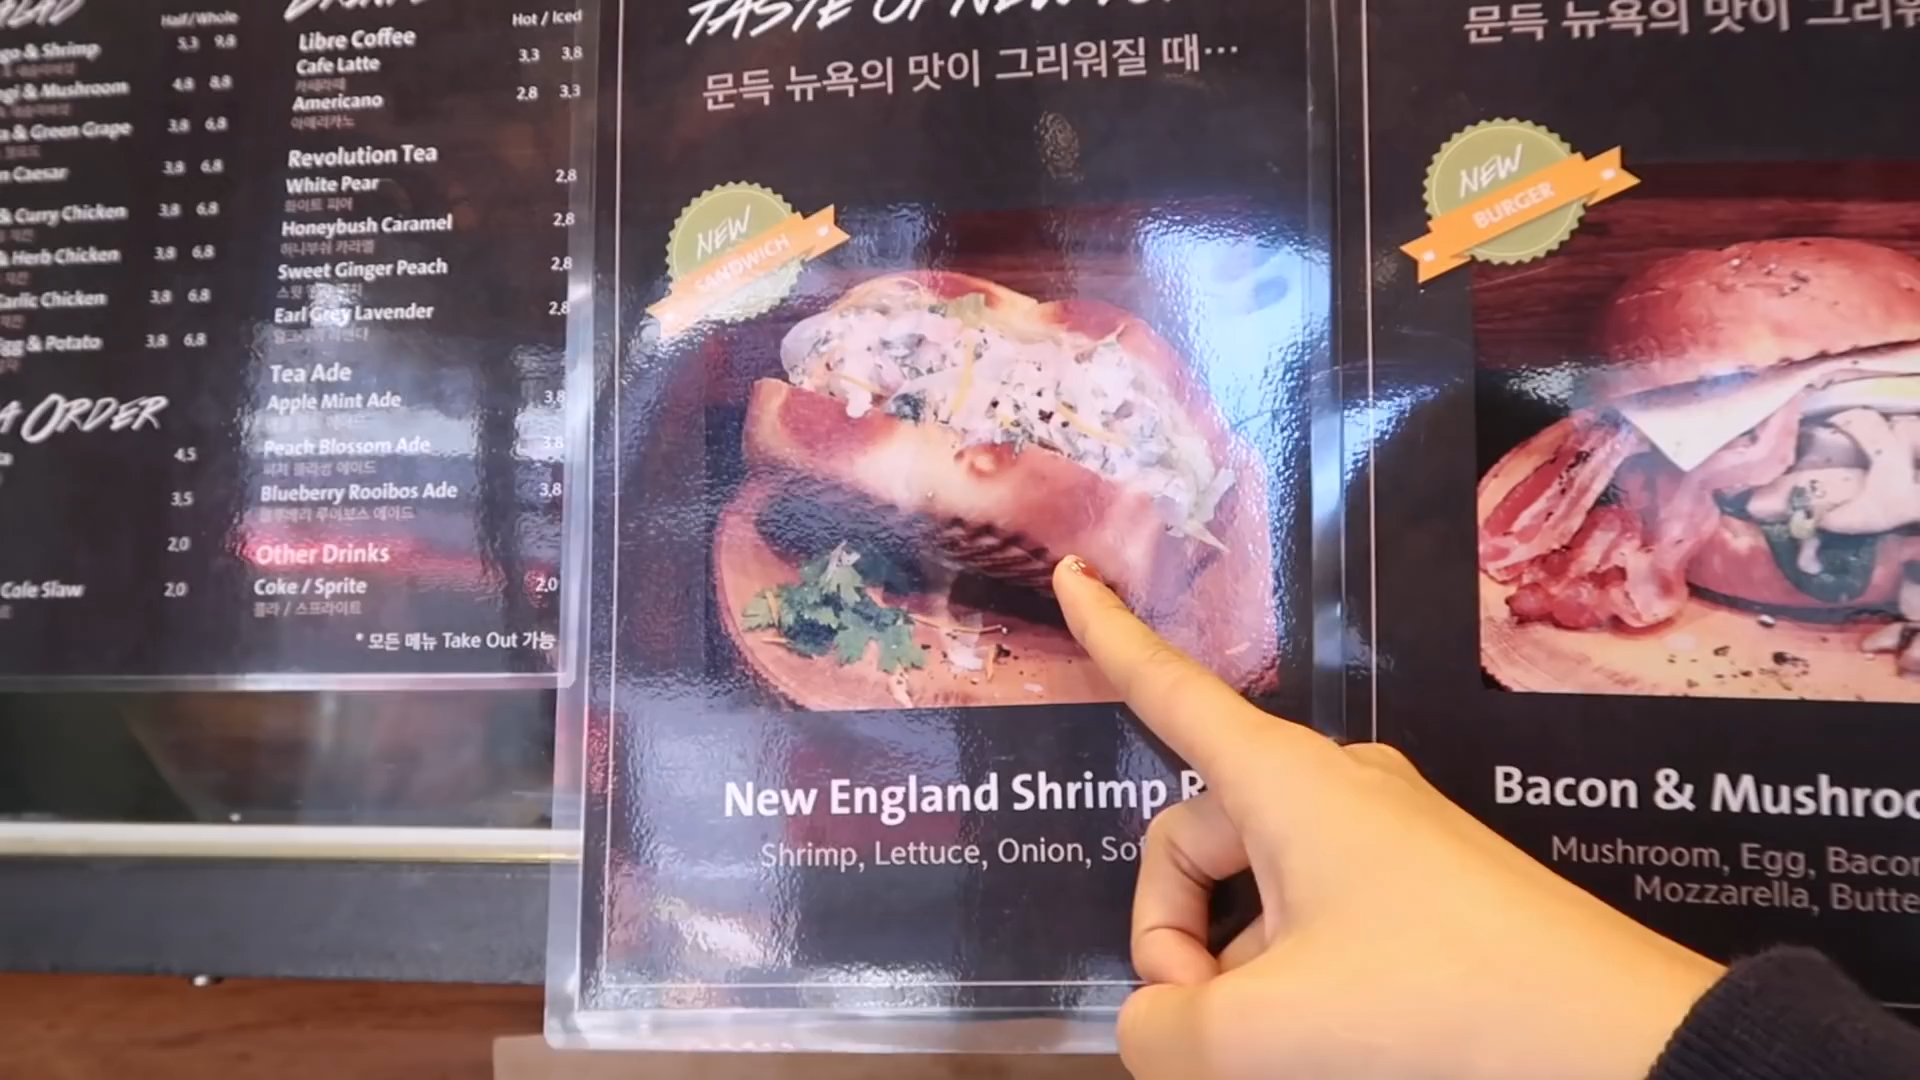 Half/Whole
& Shrimp
5,3 9,8
& Mushroom
4,8 8,8
& Green Grape
3,8 6,8
Caesar
3,8 6,8
& Curry Chicken
3,8 6,8
& Herb Chicken
3,8 6,8
Chicken
3,8 6,8
& Potato
3,8 6,8
ORDER
4,5
3,5
2,0
Cole Slaw
2,0
Hot / Iced
Libre Coffee
Cafe Latte 3,3 3,8
카페라떼
Americano 2,8 3,3
아메리카노
Revolution Tea
White Pear 2,8
화이트 피어
Honeybush Caramel 2,8
허니부쉬 카라멜
Sweet Ginger Peach 2,8
스윗
Earl Grey Lavender 2,8
Tea Ade
Apple Mint Ade 3,8
Peach Blossom Ade 3,8
피치 블라썸 에이드
Blueberry Rooibos Ade 3,8
블루베리 루이보스 에이드
Other Drinks
Coke / Sprite 2,0
콜라 / 스프라이트
* 모든 메뉴 Take Out 가능
TASTE OF NEW
문득 뉴욕의 맛이 그리워질 때…
NEW
SANDWICH
New England Shrimp
Shrimp, Lettuce, Onion,
문득 뉴욕의 맛이
NEW
BURGER
Bacon &
Mushroom, Egg,
Mozzarella,